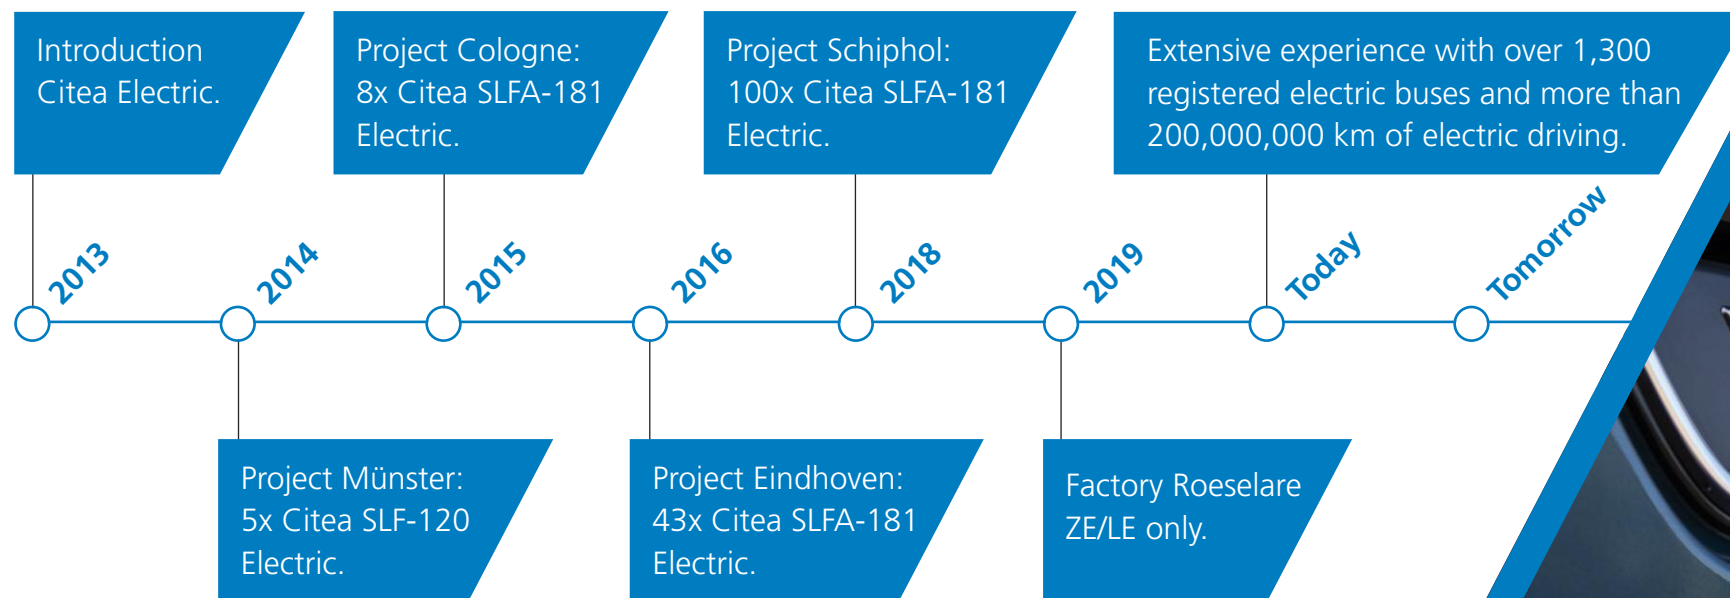 Introduction
Citea Electric.
Project Cologne:
8x Citea SLFA-181
Electric.
Project Schiphol:
100x Citea SLFA-181
Electric.
Extensive experience with over 1,300
registered electric buses and more than
200,000,000 km of electric driving.
2013
2014
2015
2016
2018
2019
Today
Tomorrow
Project Münster:
5x Citea SLF-120
Electric.
Project Eindhoven:
43x Citea SLFA-181
Electric.
Factory Roeselare
ZE/LE only.